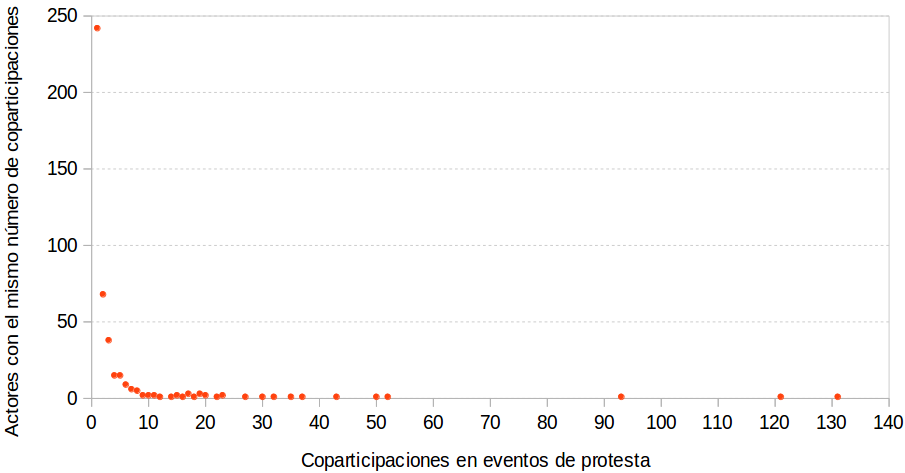 Actores con el mismo número de coparticipaciones
250
200
150
100
50
0
0 10 20 30 40 50 60 70 80 90 100 110 120 130 140
Coparticipaciones en eventos de protesta